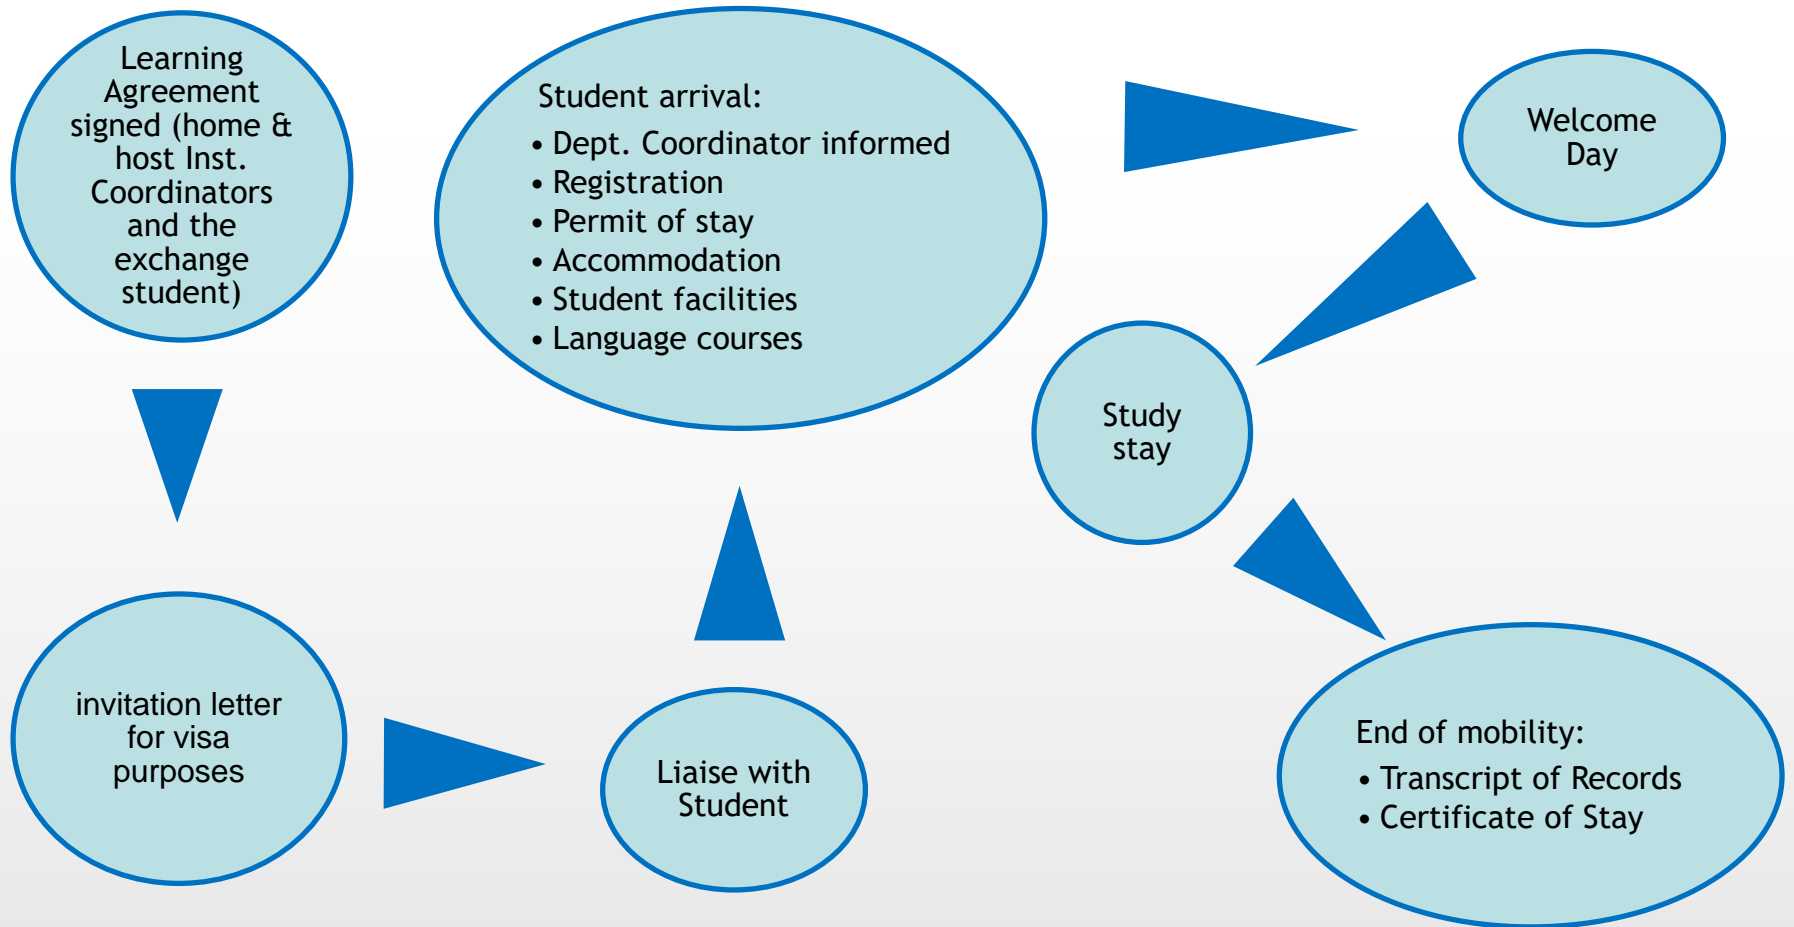 Learning
Agreement
signed (home &
host Inst.
Coordinators
and the
exchange
student)
invitation letter
for visa
purposes
Liaise with
Student
Student arrival:
• Dept. Coordinator informed
• Registration
• Permit of stay
• Accommodation
• Student facilities
• Language courses
Welcome
Day
Study
stay
End of mobility:
• Transcript of Records
• Certificate of Stay